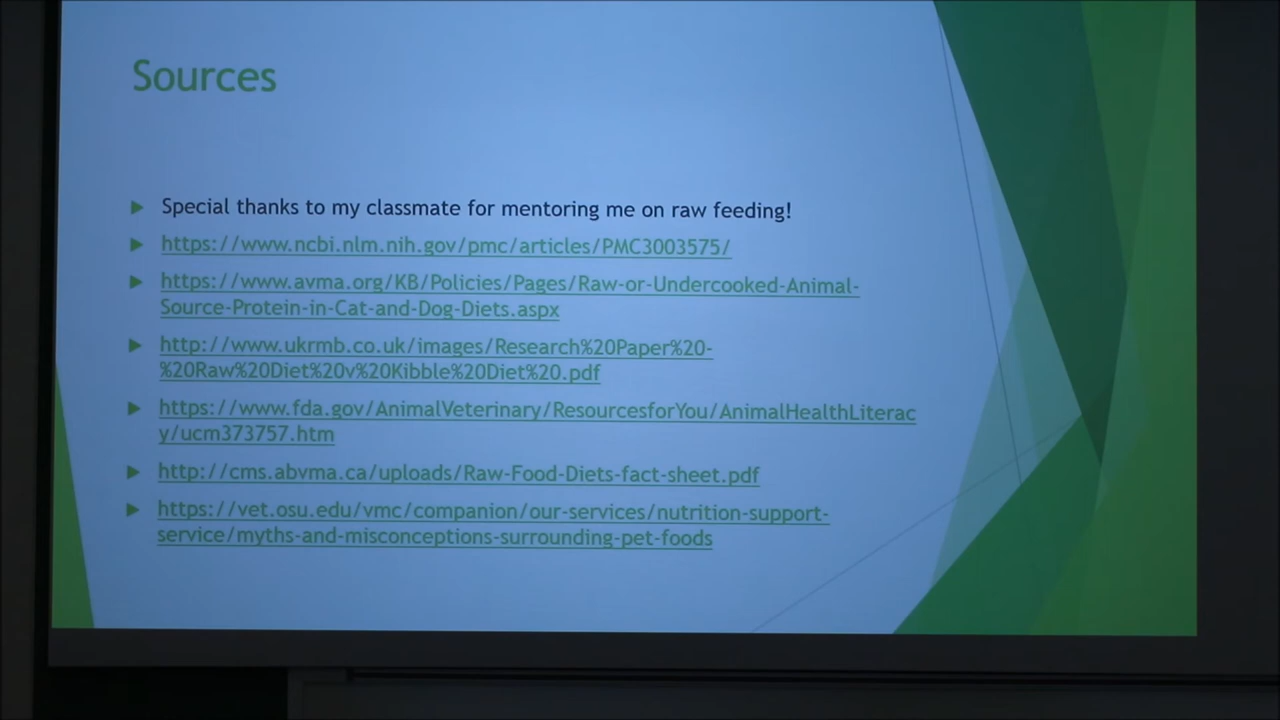 Sources
Special thanks to my classmate for mentoring me on raw feeding!
https://www.ncbi.nlm.nih.gov/pmc/articles/PMC3003575/
https://www.avma.org/KB/Policies/Pages/Raw-or-Undercooked-Animal-
Source-Protein-in-Cat-and-Dog-Diets.aspx
http://www.ukrmb.co.uk/images/Research%20Paper%20-
%20Raw%20Diet%20v%20Kibble%20Diet%20.pdf
https://www.fda.gov/AnimalVeterinary/ResourcesforYou/AnimalHealthLiterac
y/ucm373757.htm
http://cms.abvma.ca/uploads/Raw-Food-Diets-fact-sheet.pdf
https://vet.osu.edu/vmc/companion/our-services/nutrition-support-
service/myths-and-misconceptions-surrounding-pet-foods